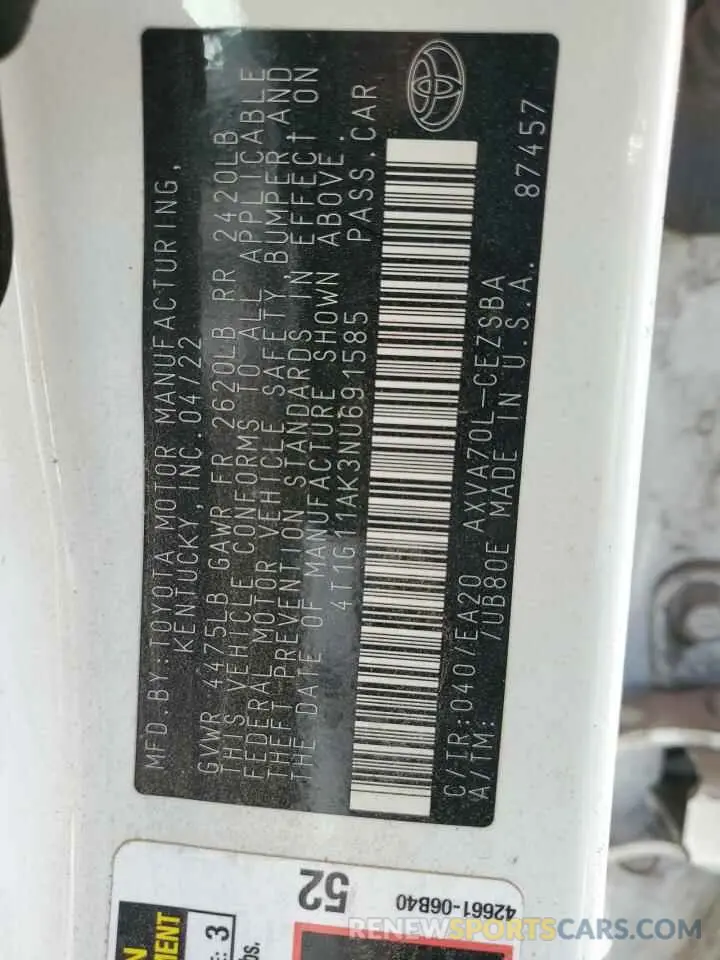 MFD.BY:TOYOTA MOTOR MANUFACTURING,
KENTUCKY, INC. 04/22
GVWR 4475LB GAWR FR 2620LB RR 2420LB
THIS VEHICLE CONFORMS TO ALL APPLICABLE
FEDERAL MOTOR VEHICLE SAFETY, BUMPER, AND
THEFT PREVENTION STANDARDS IN EFFECT ON
THE DATE OF MANUFACTURE SHOWN ABOVE.
4T1G11AK3NU691585 PASS.CAR
C/TR:040/EA20 AXVA70L-CEZSBA
A/TM: /UB80E MADE IN U.S.A. 87457
52
42661-06B40
E: 3
bs.
RENEWSPORTSCARS.COM